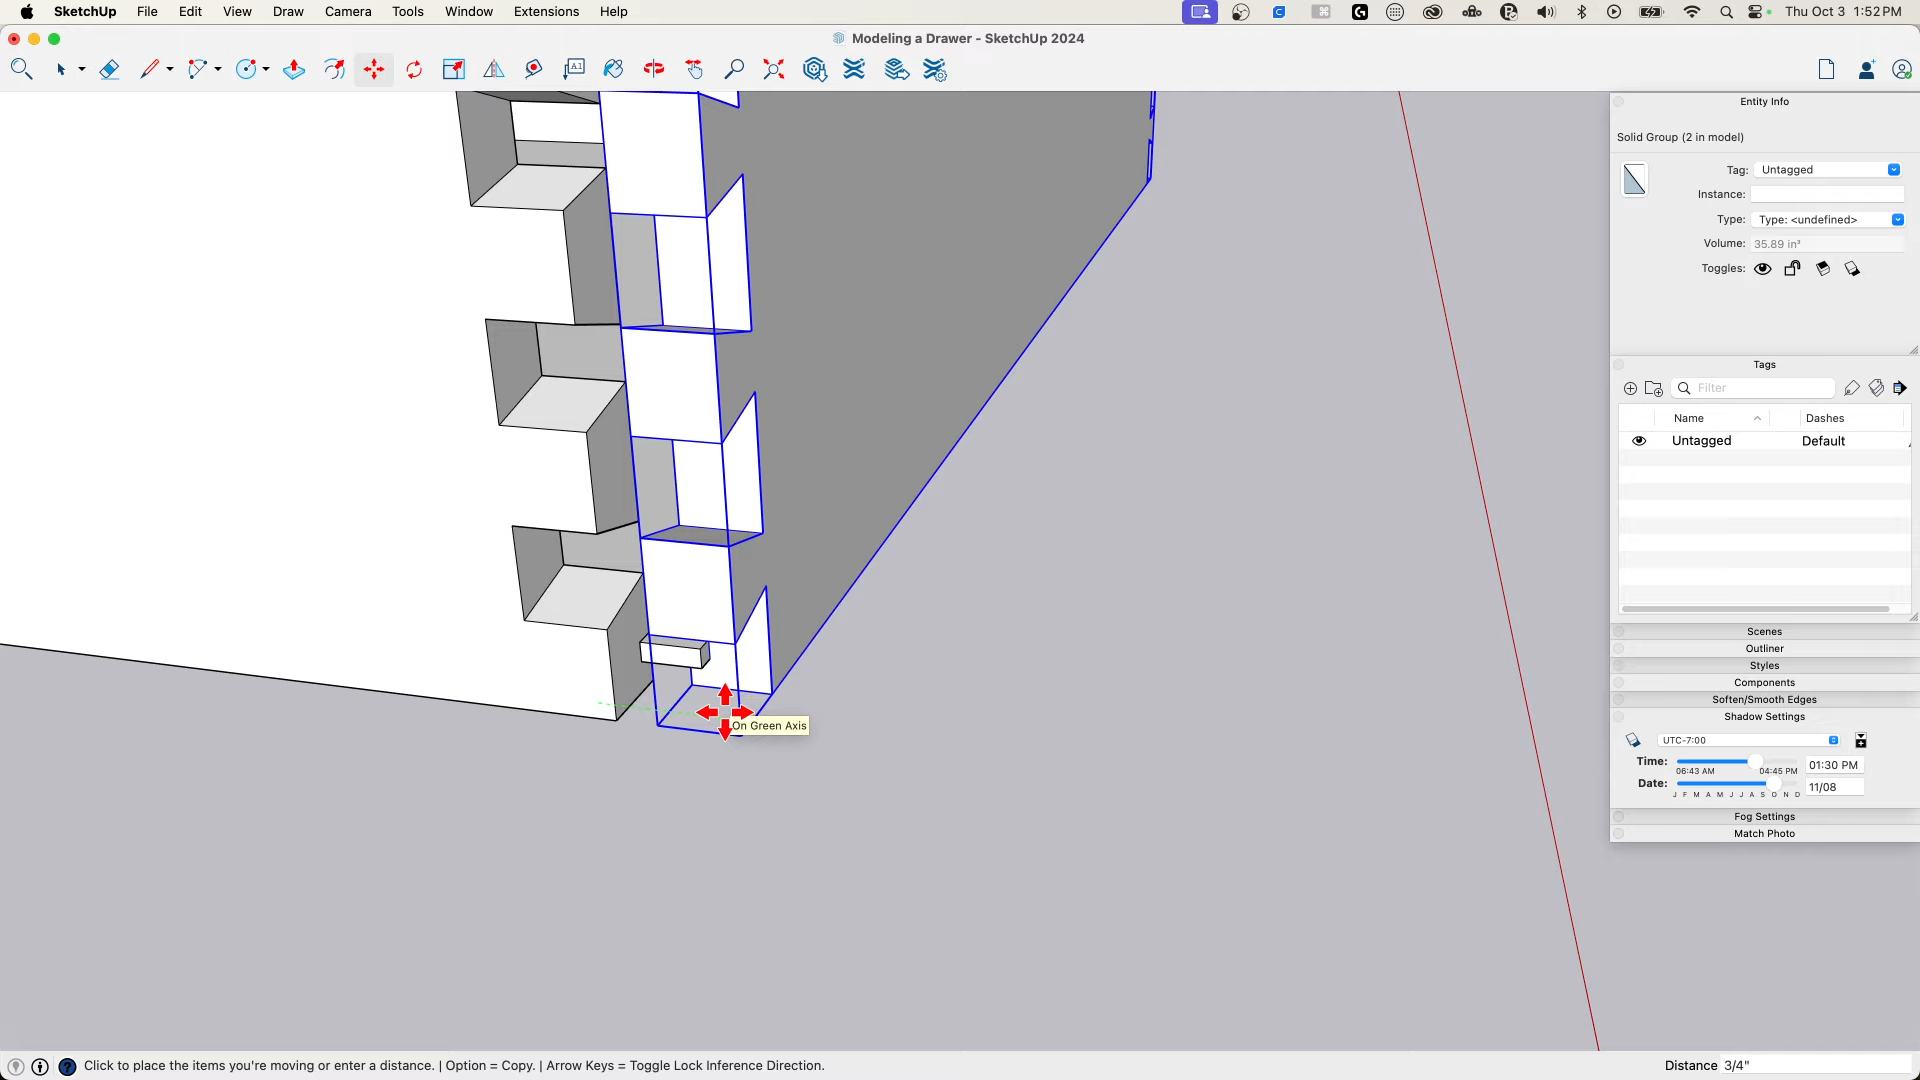 SketchUp File Edit View Draw Camera Tools Window Extensions Help
Thu Oct 3 1:52 PM
Modeling a Drawer - SketchUp 2024
A1
Entity Info
Solid Group (2 in model)
Tag: Untagged
Instance:
Type: Type: <undefined>
Volume: 35.89 in³
Toggles:
Tags
Filter
Name Dashes
Untagged Default
Scenes
Outliner
Styles
Components
Soft/Smooth Edges
Shadow Settings
UTC-7:00
Time: 06:43 AM 04:45 PM 01:30 PM
Date: J F M A M J J A S O N D 11/08
Fog Settings
Match Photo
On Green Axis
Click to place the items you're moving or enter a distance. | Option = Copy. | Arrow Keys = Toggle Lock Inference Direction.
Distance 3/4"